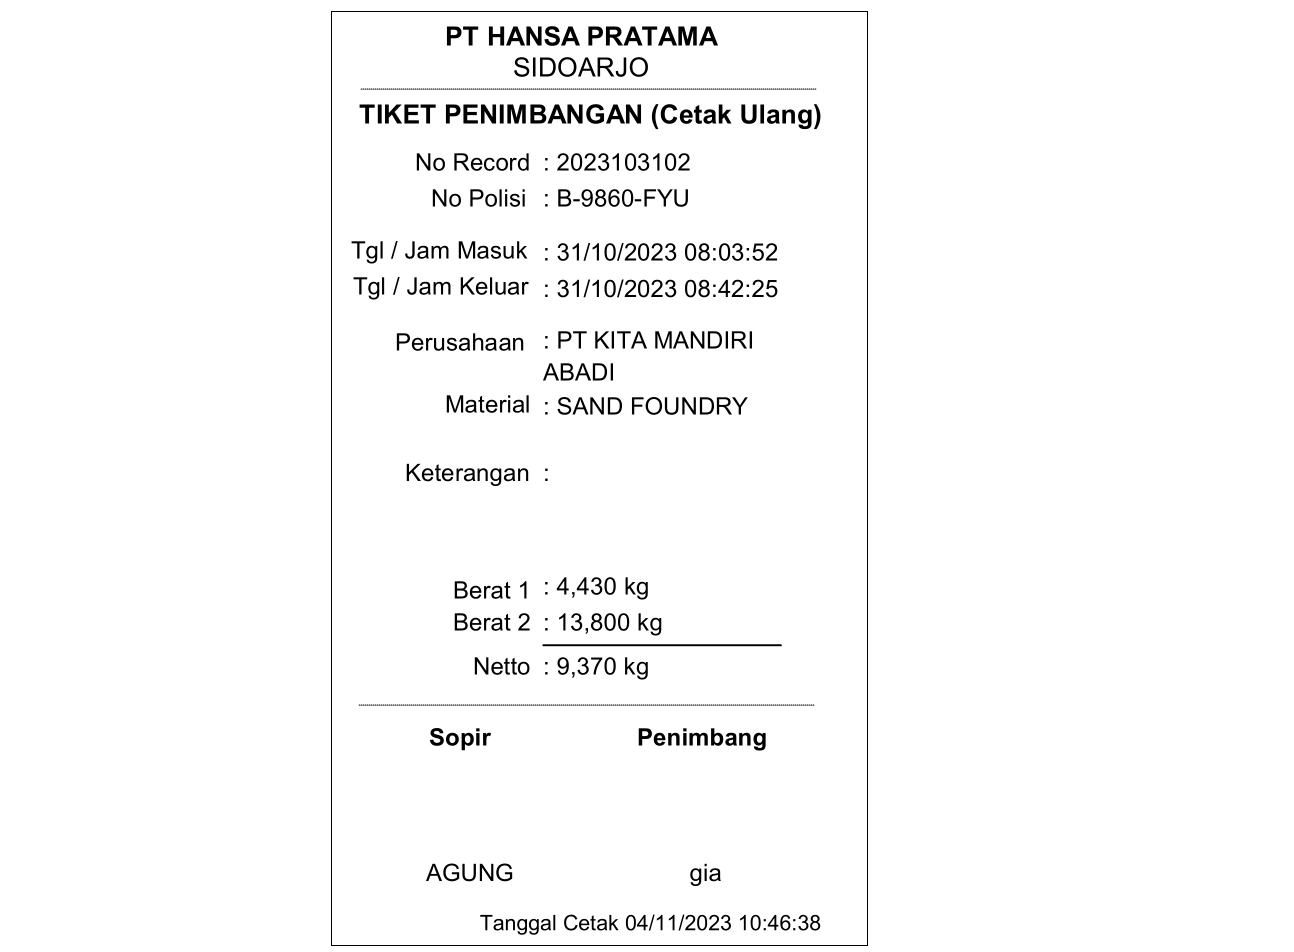 PT HANSA PRATAMA
SIDOARJO
TIKET PENIMBANGAN (Cetak Ulang)
No Record : 2023103102
No Polisi : B-9860-FYU
Tgl / Jam Masuk : 31/10/2023 08:03:52
Tgl / Jam Keluar : 31/10/2023 08:42:25
Perusahaan : PT KITA MANDIRI
ABADI
Material : SAND FOUNDRY
Keterangan :
Berat 1 : 4,430 kg
Berat 2 : 13,800 kg
Netto : 9,370 kg
Sopir Penimbang
AGUNG gia
Tanggal Cetak 04/11/2023 10:46:38